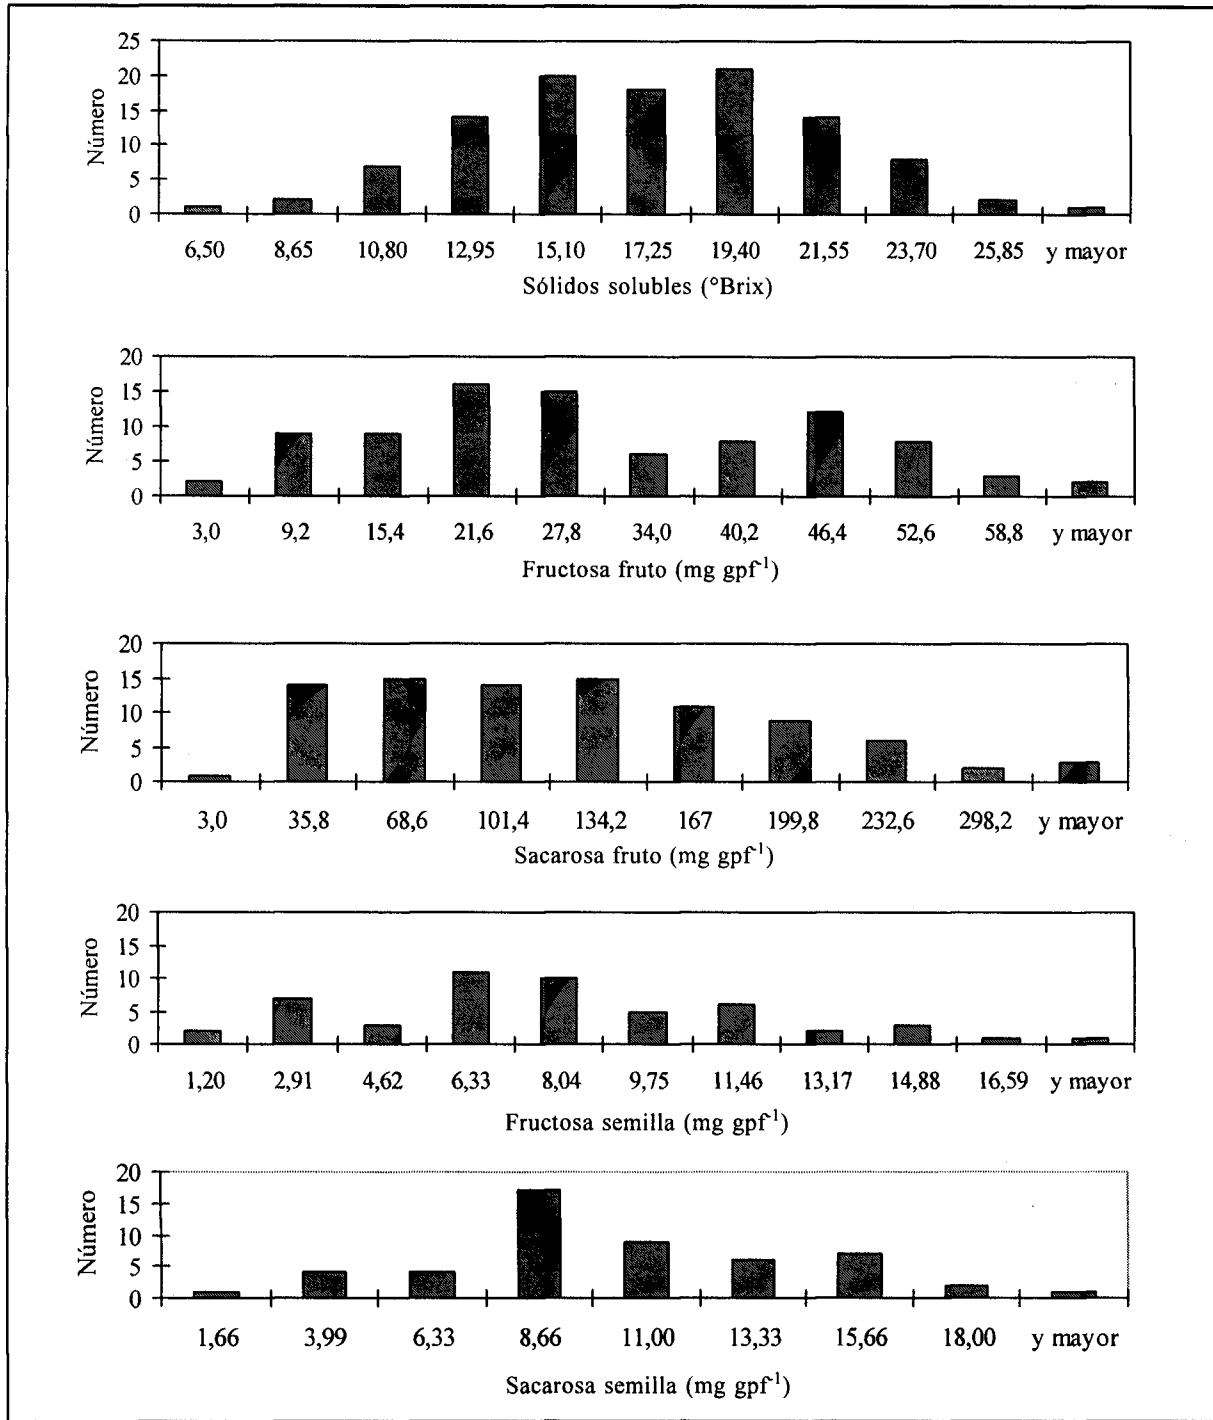 25
20
15
10
5
0
Número
6,50 8,65 10,80 12,95 15,10 17,25 19,40 21,55 23,70 25,85 y mayor
Sólidos solubles (°Brix)
20
15
10
5
0
Número
3,0 9,2 15,4 21,6 27,8 34,0 40,2 46,4 52,6 58,8 y mayor
Fructosa fruto (mg gpf⁻¹)
20
15
10
5
0
Número
3,0 35,8 68,6 101,4 134,2 167 199,8 232,6 298,2 y mayor
Sacarosa fruto (mg gpf⁻¹)
20
15
10
5
0
Número
1,20 2,91 4,62 6,33 8,04 9,75 11,46 13,17 14,88 16,59 y mayor
Fructosa semilla (mg gpf⁻¹)
20
15
10
5
0
Número
1,66 3,99 6,33 8,66 11,00 13,33 15,66 18,00 y mayor
Sacarosa semilla (mg gpf⁻¹)